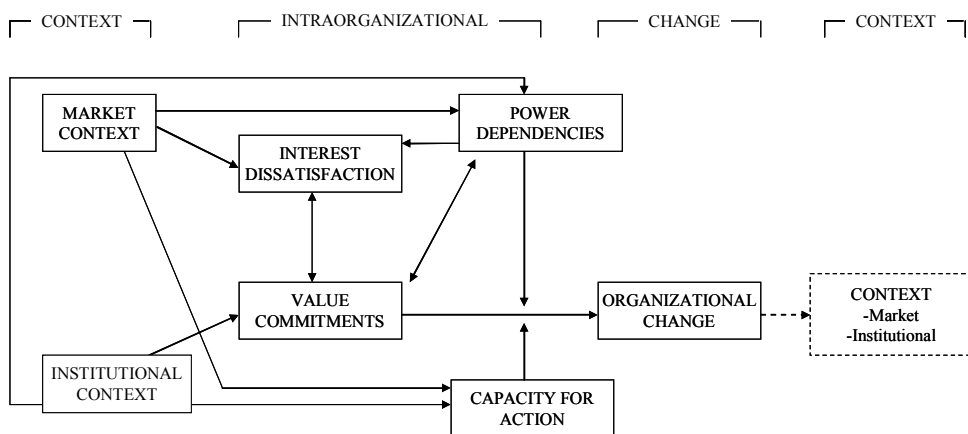 CONTEXT
INTRAORGANIZATIONAL
CHANGE
CONTEXT
MARKET
CONTEXT
POWER
DEPENDENCIES
INTEREST
DISSATISFACTION
VALUE
COMMITMENTS
ORGANIZATIONAL
CHANGE
CONTEXT
-Market
-Institutional
INSTITUTIONAL
CONTEXT
CAPACITY FOR
ACTION